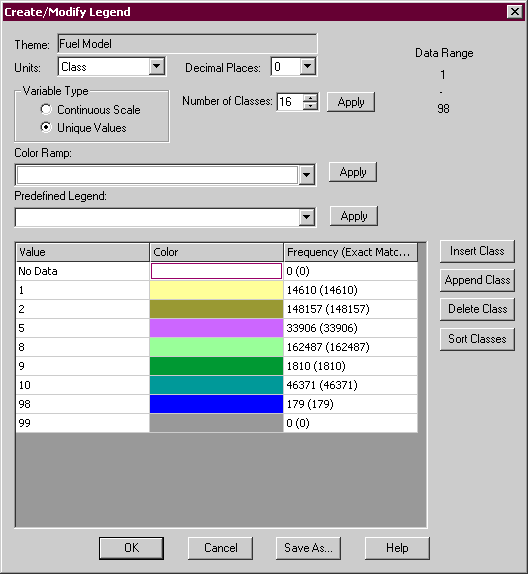 Create/Modify Legend
Theme: Fuel Model
Data Range
Units: Class Decimal Places: 0
1
-
98
Variable Type
Continuous Scale
Unique Values
Number of Classes: 16 Apply
Color Ramp:
Apply
Predefined Legend:
Apply
Value Color Frequency (Exact Matc...
No Data 0 (0)
1 14610 (14610)
2 148157 (148157)
5 33906 (33906)
8 162487 (162487)
9 1810 (1810)
10 46371 (46371)
98 179 (179)
99 0 (0)
Insert Class
Append Class
Delete Class
Sort Classes
OK Cancel Save As... Help